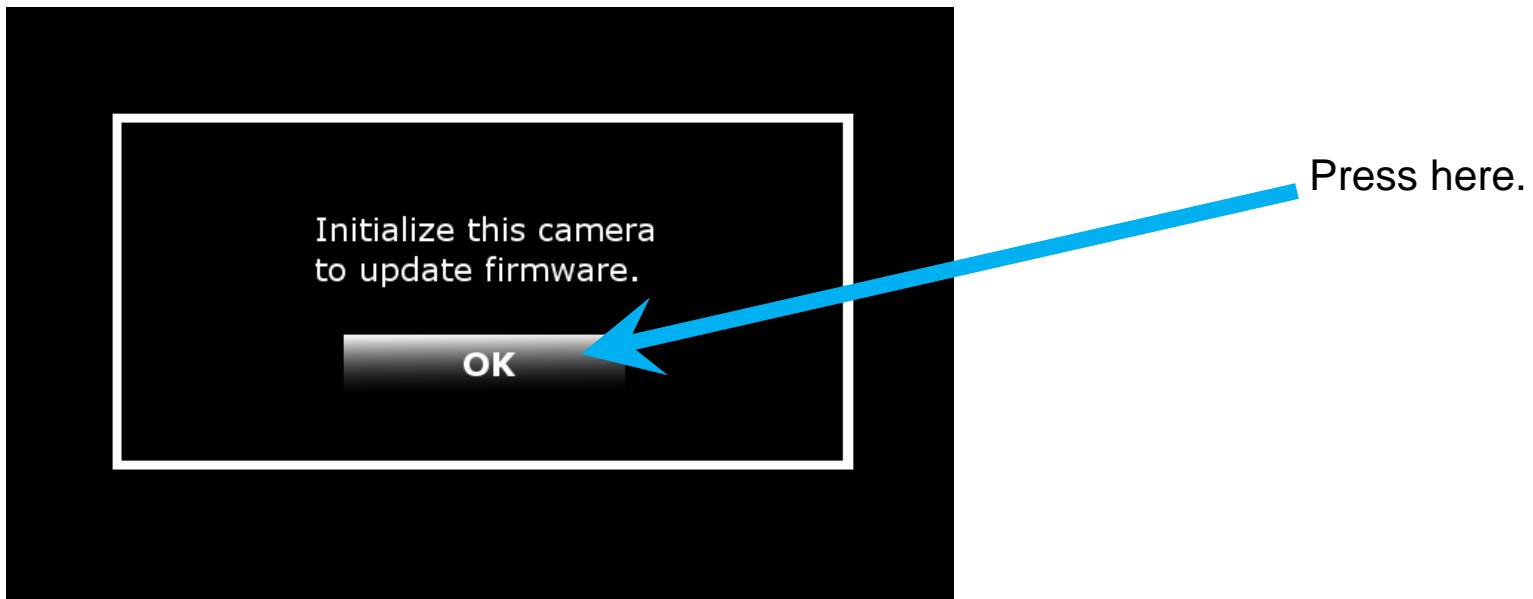 Initialize this camera
to update firmware.
OK
Press here.